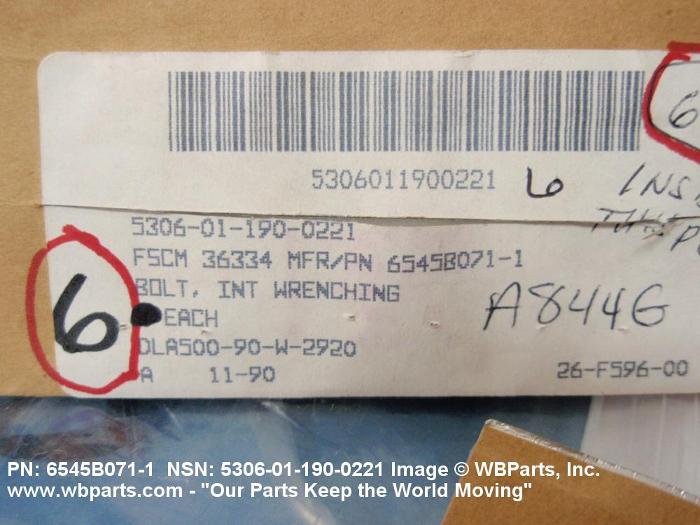 6
5306011900221 6
5306-01-190-0221
FSCM 36334 MFR/PN 6545B071-1
BOLT, INT WRENCHING
6 EACH
A844G
DLA500-90-W-2920
A 11-90
26-F596-00
PN: 6545B071-1 NSN: 5306-01-190-0221 Image © WBParts, Inc.
www.wbparts.com - "Our Parts Keep the World Moving"